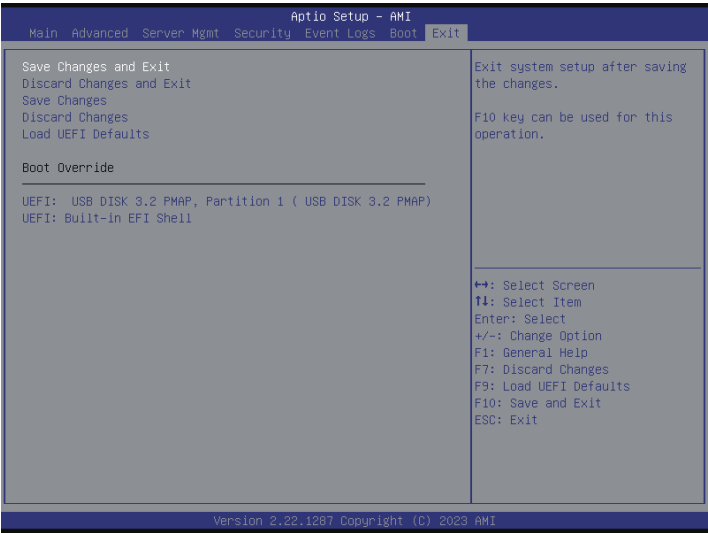 Aptio Setup - AMI
Main Advanced Server Mgmt Security Event Logs Boot Exit
Save Changes and Exit
Discard Changes and Exit
Save Changes
Discard Changes
Load UEFI Defaults
Boot Override
UEFI: USB DISK 3.2 PMAP, Partition 1 ( USB DISK 3.2 PMAP)
UEFI: Built-in EFI Shell
Exit system setup after saving
the changes.
F10 key can be used for this
operation.
↔: Select Screen
↑↓: Select Item
Enter: Select
+/-: Change Option
F1: General Help
F7: Discard Changes
F9: Load UEFI Defaults
F10: Save and Exit
ESC: Exit
Version 2.22.1287 Copyright (C) 2023 AMI